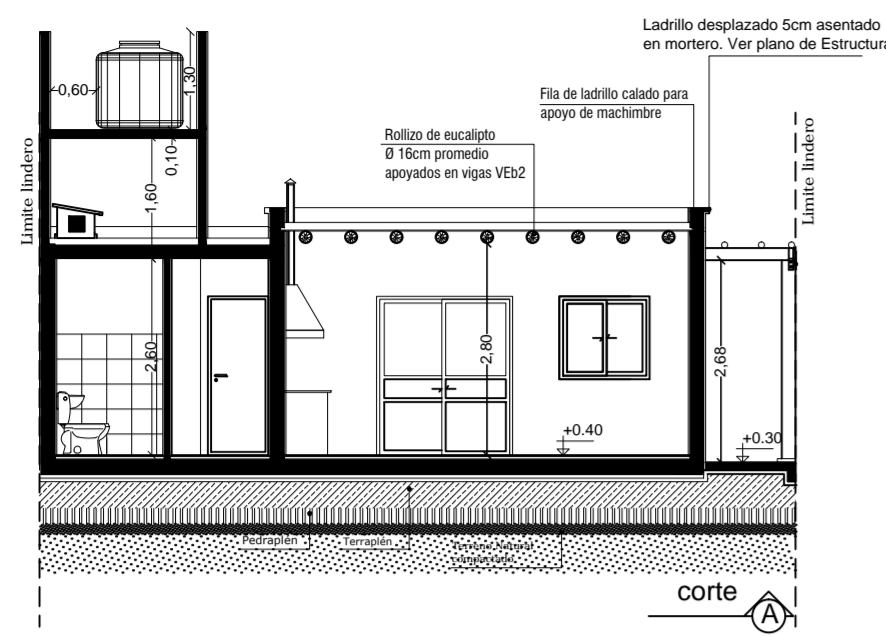 Ladrillo desplazado 5cm asentado
en mortero. Ver plano de Estructura
Fila de ladrillo calado para
apoyo de machimbre
Rollizo de eucalipto
Ø 16cm promedio
apoyados en vigas VEb2
0,60
1,30
0,10
1,60
Limite lindero
Limite lindero
2,60
2,80
2,68
+0.40
+0.30
Pedraplén
Terraplén
Terreno Natural
compactado
corte
A